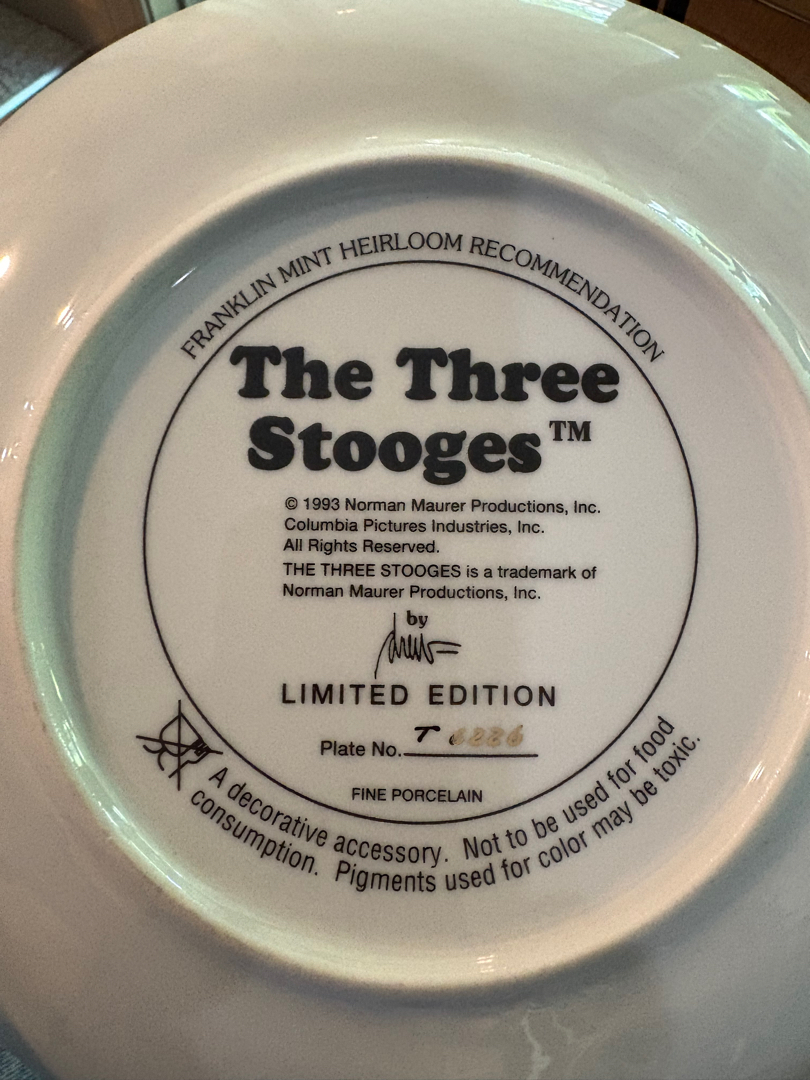 FRANKLIN MINT HEIRLOOM RECOMMENDATION
The Three
Stooges™
© 1993 Norman Maurer Productions, Inc.
Columbia Pictures Industries, Inc.
All Rights Reserved.
THE THREE STOOGES is a trademark of
Norman Maurer Productions, Inc.
by
LIMITED EDITION
Plate No. T
FINE PORCELAIN
A decorative accessory. Not to be used for food
consumption. Pigments used for color may be toxic.